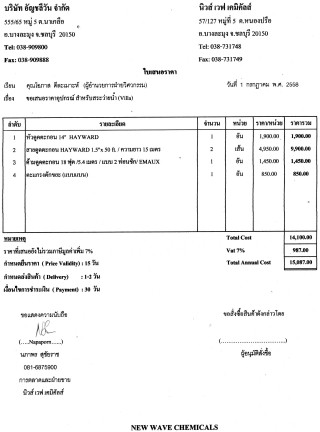 บริษัท อัญชลีวัน จำกัด
555/65 หมู่ 5 ต.นาเกลือ
อ.บางละมุง จ.ชลบุรี 20150
Tel: 038-909800
Fax: 038-909888
นิวส์ เวฟ เคมิคัลส์
57/127 หมู่ที่ 5 ต.หนองปรือ
อ.บางละมุง จ.ชลบุรี 20150
Tel: 038-731748
Fax: 038-731749
ใบเสนอราคา
เรียน คุณภัยภาส (ผู้อำนวยการฝ่ายวิศวกรรม)
วันที่ 1 กรกฎาคม พ.ศ. 2558
เรื่อง ขอเสนอราคาอุปกรณ์ สำหรับสระว่ายน้ำ
ลำดับ รายละเอียด จำนวน หน่วย ราคา/หน่วย ราคา
1 หัวดูดตะกอน 14" HAYWARD 1 อัน 1,900.00 1,900.00
2 สายดูดตะกอน HAYWARD 1.5"x 50 ft. / ความยาว 15 เมตร 2 เส้น 4,950.00 9,900.00
3 ด้ามดูดตะกอน 18 ฟุต /5.4 เมตร / แบบ 2 ท่อนชัก/ EMAUX 1 อัน 1,450.00 1,450.00
4 ตะแกรงตักขยะ (แบบแบน) 1 อัน 850.00 850.00
หมายเหตุ
Total Cost 14,100.00
ราคาที่เสนอยังไม่รวมภาษีมูลค่าเพิ่ม 7%
Vat 7% 987.00
กำหนดยืนราคา ( Price Validity) : 15 วัน
Total Annual Cost 15,087.00
กำหนดส่งสินค้า ( Delivery) : 1-2 วัน
เงื่อนไขการชำระเงิน ( Payment) : 30 วัน
ขอแสดงความนับถือ
ขอสั่งซื้อสินค้าดังกล่าวโดย
(.....Napaporn.....)
(.....................)
นภาพร สุชัยราช
ผู้อนุมัติสั่งซื้อ
081-6875900
การตลาดและฝ่ายขาย
นิวส์ เวฟ เคมิคัลส์
NEW WAVE CHEMICALS